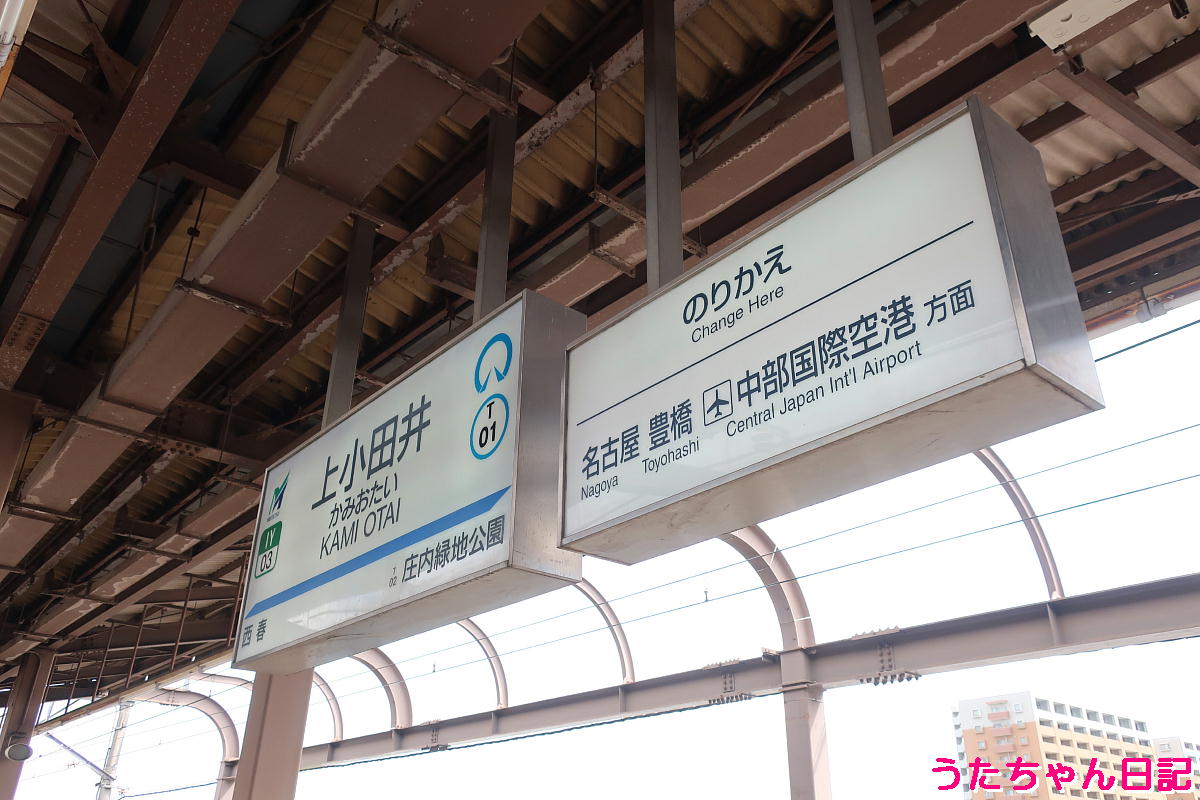 上小田井
かみおたい
KAMI OTAI
T
01
IY
03
西春
T
02
庄内緑地公園
のりかえ
Change Here
名古屋 豊橋 中部国際空港 方面
Nagoya Toyohashi Central Japan Int'l Airport
うたちゃん日記